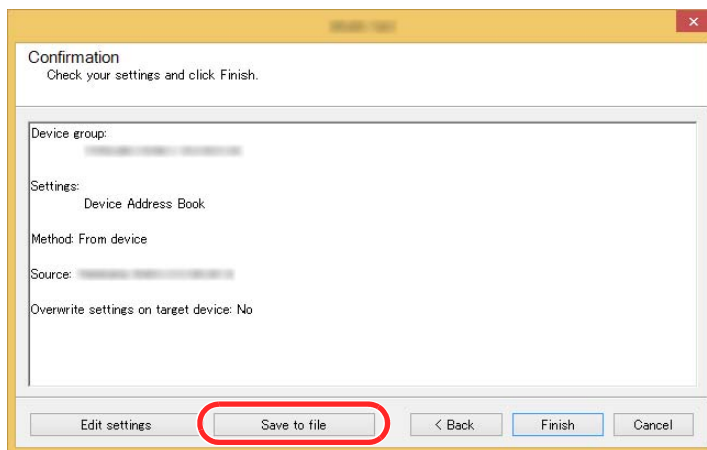 Confirmation
Check your settings and click Finish.
Device group:
Settings:
Device Address Book
Method: From device
Source:
Overwrite settings on target device: No
Edit settings
Save to file
< Back
Finish
Cancel